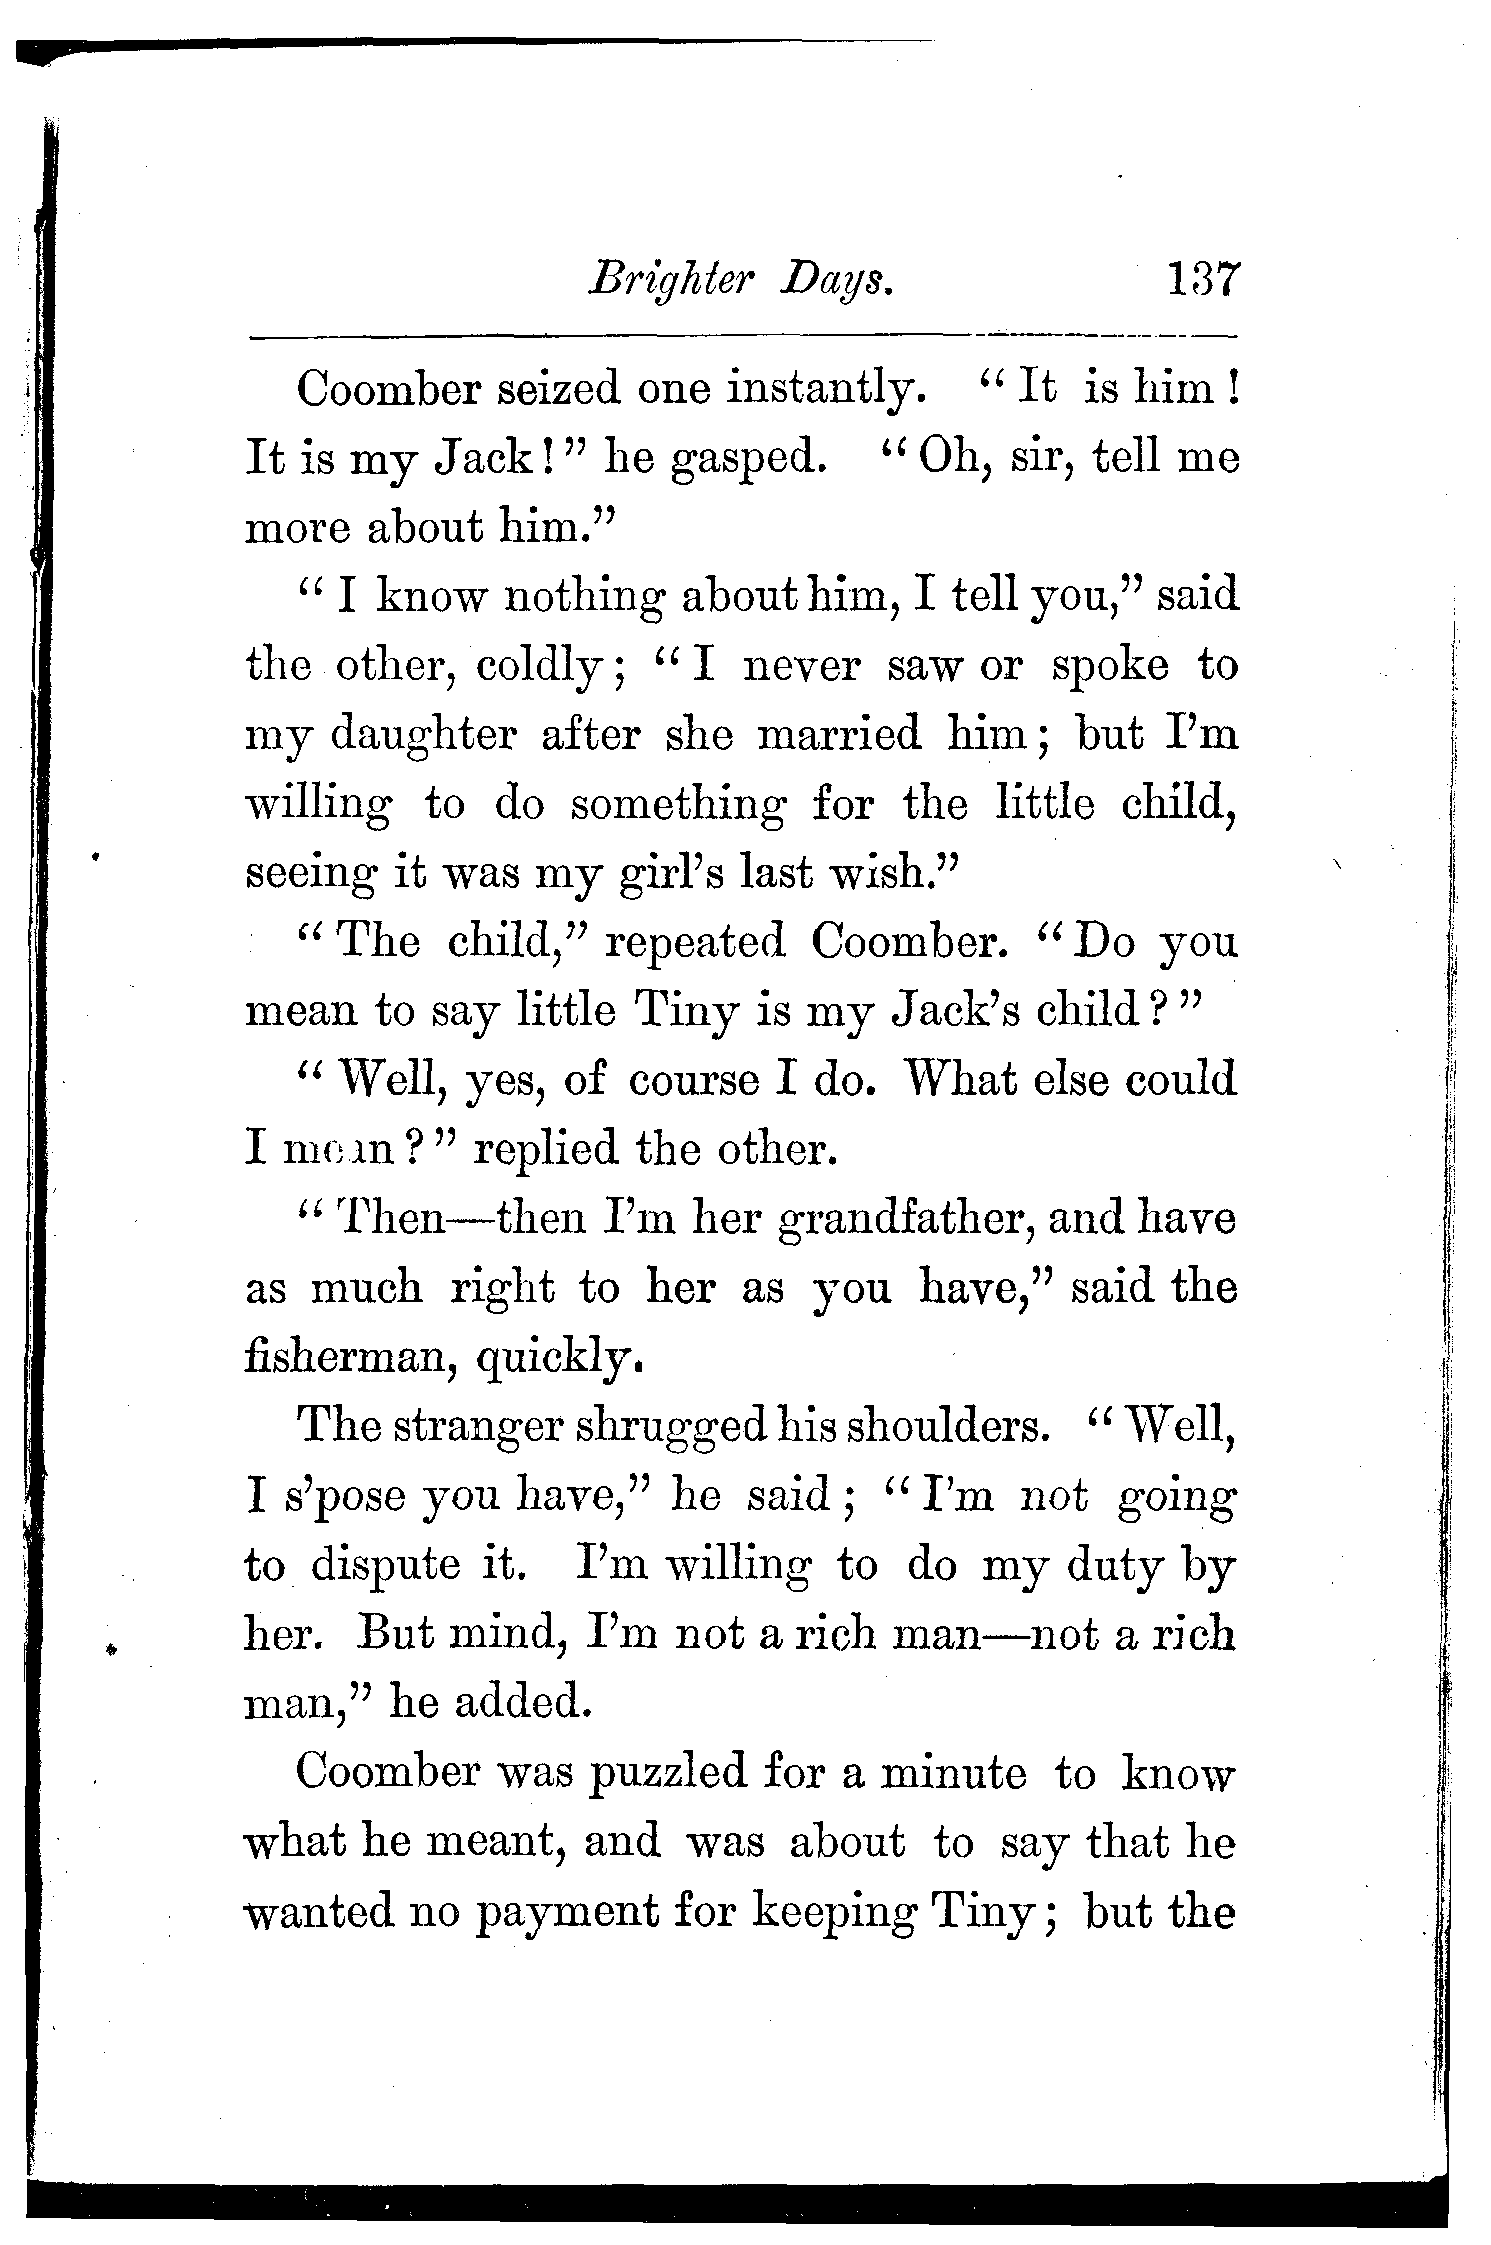 Brighter Days. 137
Coomber seized one instantly. "It is him!
It is my Jack!" he gasped. "Oh, sir, tell me
more about him."
"I know nothing about him, I tell you," said
the other, coldly; "I never saw or spoke to
my daughter after she married him; but I'm
willing to do something for the little child,
seeing it was my girl's last wish."
"The child," repeated Coomber. "Do you
mean to say little Tiny is my Jack's child?"
"Well, yes, of course I do. What else could
I mean?" replied the other.
"Then—then I'm her grandfather, and have
as much right to her as you have," said the
fisherman, quickly.
The stranger shrugged his shoulders. "Well,
I s'pose you have," he said; "I'm not going
to dispute it. I'm willing to do my duty by
her. But mind, I'm not a rich man—not a rich
man," he added.
Coomber was puzzled for a minute to know
what he meant, and was about to say that he
wanted no payment for keeping Tiny; but the